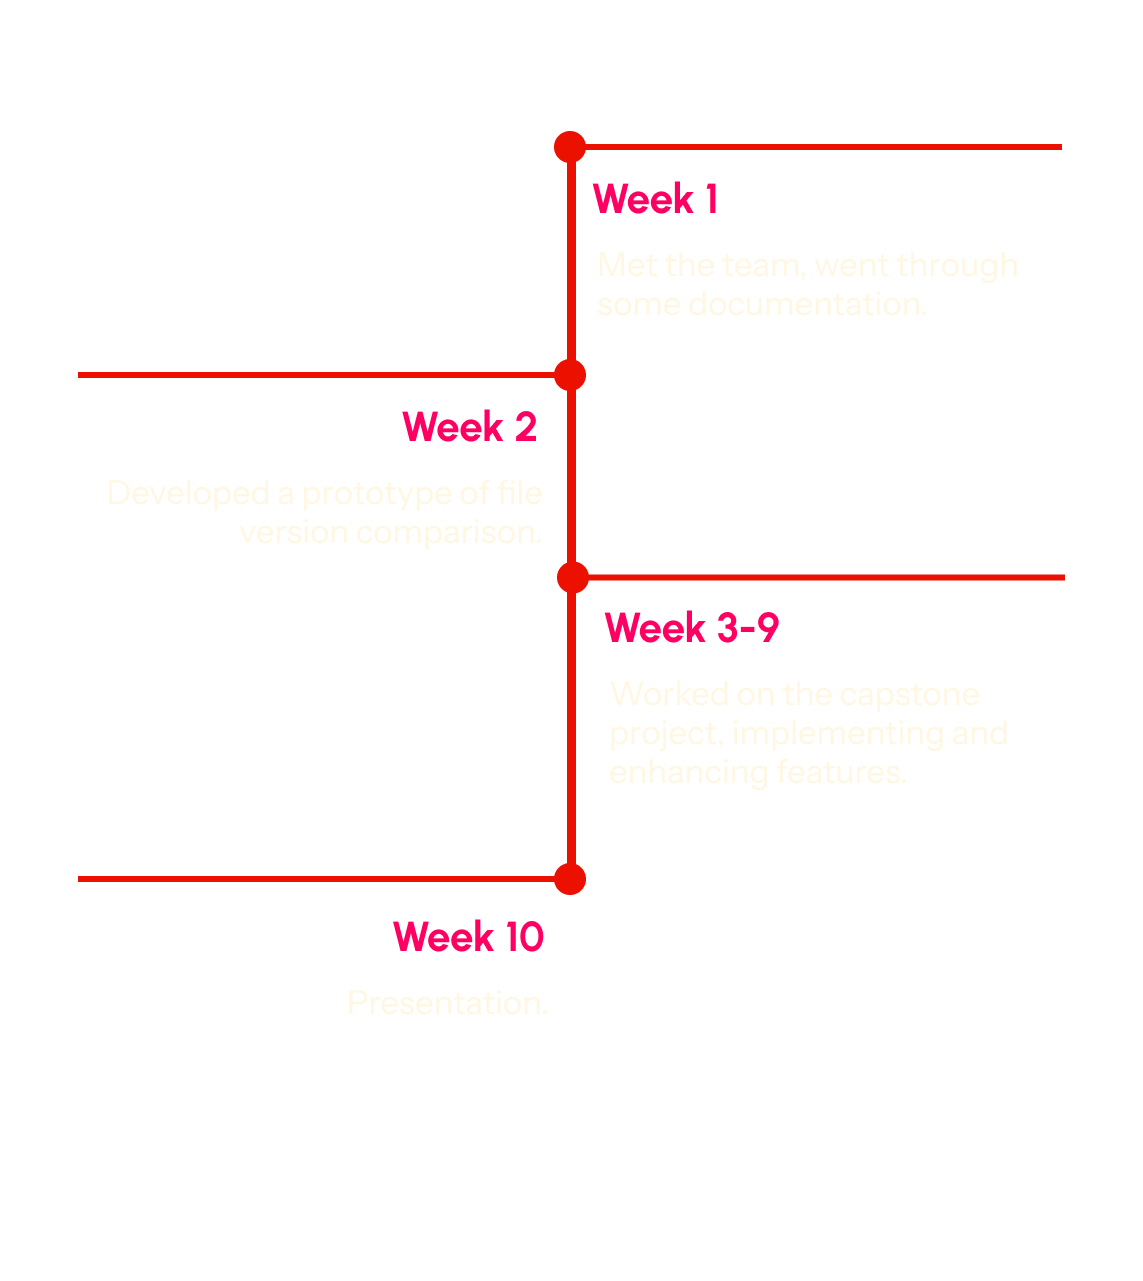 Week 1
Met the team, went through
some documentation.
Week 2
Developed a prototype of file
version comparison.
Week 3-9
Worked on the capstone
project, implementing and
enhancing features.
Week 10
Presentation.